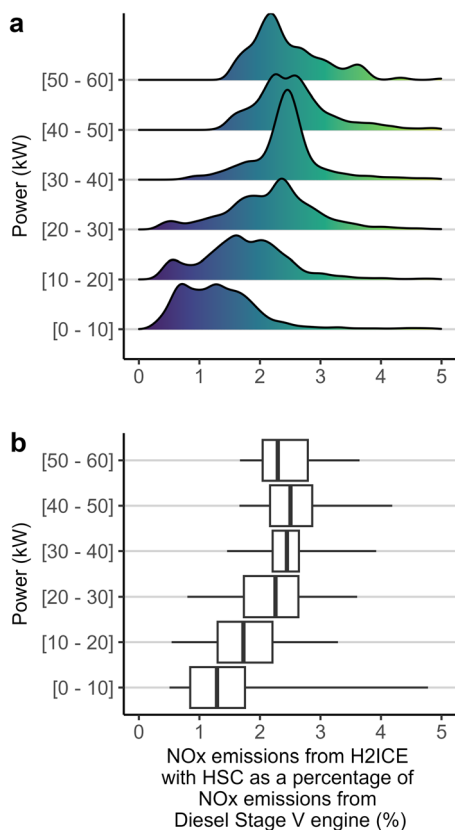 a
Power (kW)
[50 - 60]
[40 - 50]
[30 - 40]
[20 - 30]
[10 - 20]
[0 - 10]
0 1 2 3 4 5
b
Power (kW)
[50 - 60]
[40 - 50]
[30 - 40]
[20 - 30]
[10 - 20]
[0 - 10]
0 1 2 3 4 5
NOx emissions from H2ICE
with HSC as a percentage of
NOx emissions from
Diesel Stage V engine (%)